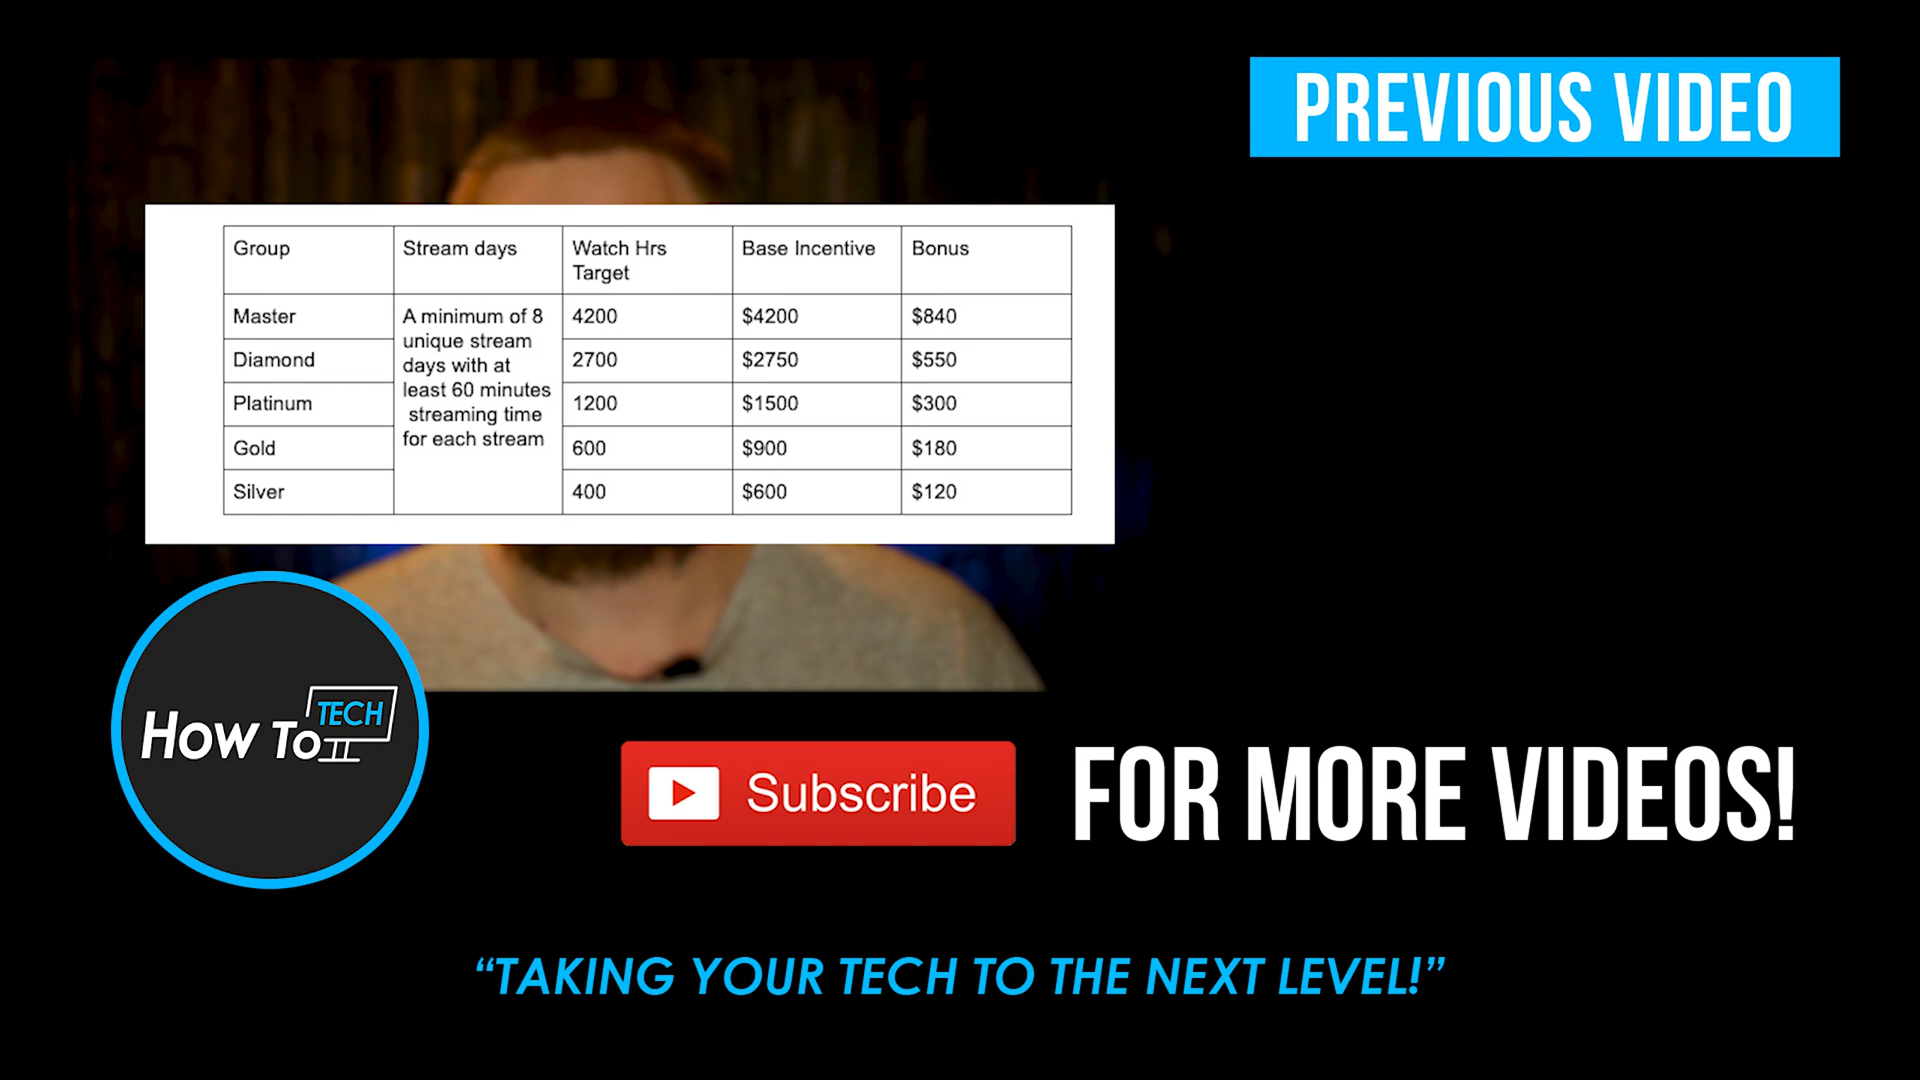 PREVIOUS VIDEO
Group
Stream days
Watch Hrs
Target
Base Incentive
Bonus
Master
A minimum of 8
unique stream
days with at
least 60 minutes
streaming time
for each stream
4200
$4200
$840
Diamond
2700
$2750
$550
Platinum
1200
$1500
$300
Gold
600
$900
$180
Silver
400
$600
$120
How To TECH
Subscribe
FOR MORE VIDEOS!
“TAKING YOUR TECH TO THE NEXT LEVEL!”